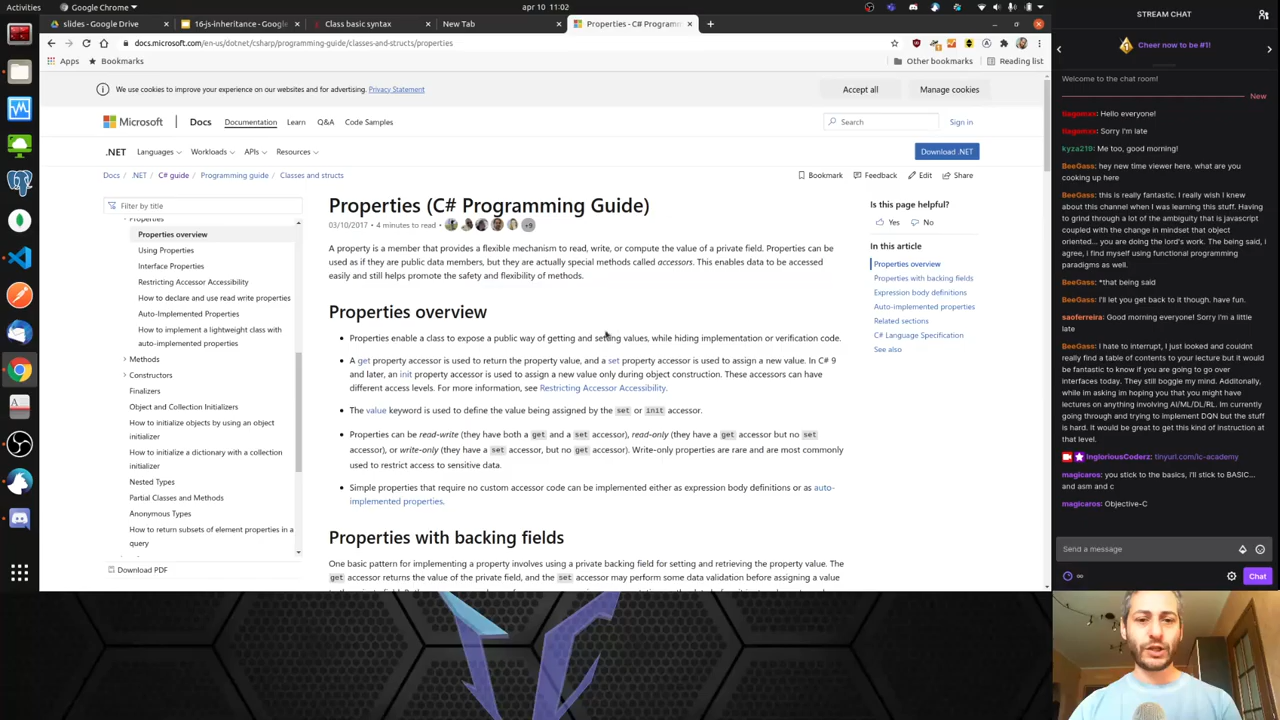 Activities
Google Chrome
apr 10 11:02
slides - Google Drive
16-js-inheritance - slides
Class basic syntax
New Tab
Properties - C# Programm
docs.microsoft.com/en-us/dotnet/csharp/programming-guide/classes-and-structs/properties
Apps
Bookmarks
Other bookmarks
Reading list
We use cookies to improve your experience on our websites and for advertising. Privacy Statement
Accept all
Manage cookies
Microsoft
Docs
Documentation
Learn
Q&A
Code Samples
Search
Sign in
.NET
Languages
Workloads
APIs
Resources
Download .NET
Docs / .NET / C# guide / Programming guide / Classes and structs
Bookmark
Feedback
Edit
Share
Filter by title
Properties
Properties overview
Using Properties
Interface Properties
Restricting Accessor Accessibility
How to declare and use read write properties
Auto-Implemented Properties
How to implement a lightweight class with
auto-implemented properties
Methods
Constructors
Finalizers
Object and Collection Initializers
How to initialize objects by using an object
initializer
How to initialize a dictionary with a collection
initializer
Nested Types
Partial Classes and Methods
Anonymous Types
How to return subsets of element properties in a
query
Download PDF
Properties (C# Programming Guide)
03/10/2017 • 4 minutes to read •
+9
A property is a member that provides a flexible mechanism to read, write, or compute the value of a private field. Properties can be
used as if they are public data members, but they are actually special methods called accessors. This enables data to be accessed
easily and still helps promote the safety and flexibility of methods.
Properties overview
• Properties enable a class to expose a public way of getting and setting values, while hiding implementation or verification code.
• A get property accessor is used to return the property value, and a set property accessor is used to assign a new value. In C# 9
and later, an init property accessor is used to assign a new value only during object construction. These accessors can have
different access levels. For more information, see Restricting Accessor Accessibility.
• The value keyword is used to define the value being assigned by the set or init accessor.
• Properties can be read-write (they have both a get and a set accessor), read-only (they have a get accessor but no set
accessor), or write-only (they have a set accessor, but no get accessor). Write-only properties are rare and are most commonly
used to restrict access to sensitive data.
• Simple properties that require no custom accessor code can be implemented either as expression body definitions or as auto-
implemented properties.
Properties with backing fields
One basic pattern for implementing a property involves using a private backing field for setting and retrieving the property value. The
get accessor returns the value of the private field, and the set accessor may perform some data validation before assigning a value
Is this page helpful?
Yes
No
In this article
Properties overview
Properties with backing fields
Expression body definitions
Auto-implemented properties
Related sections
C# Language Specification
See also
STREAM CHAT
Cheer now to be #1!
Welcome to the chat room!
New
tiagomxx: Hello everyone!
tiagomxx: Sorry I'm late
kyza219: Me too, good morning!
BeeGass: hey new time viewer here. what are you
cooking up here
BeeGass: this is really fantastic. I really wish I knew
about this channel when I was learning this stuff. Having
to grind through a lot of the ambiguity that is javascript
coupled with the change in mindset that object
oriented... you are doing the lord's work. The being said, i
agree, I find myself using functional programming
paradigms as well.
BeeGass: *that being said
BeeGass: I'll let you get back to it though. have fun.
saoferreira: Good morning everyone! Sorry I'm a little
late
BeeGass: I hate to interrupt, I just looked and couldnt
really find a table of contents to your lecture but it would
be fantastic to know if you are going to go over
interfaces today. They still boggle my mind. Additonally,
while im asking im hoping you that you might have
lectures on anything involving AI/ML/DL/RL. Im currently
going through and trying to implement DQN but the stuff
is hard. It would be great to get this kind of instruction at
that level.
IngloriousCoderz: tinyurl.com/ic-academy
magicaros: you stick to the basics, I'll stick to BASIC...
and asm and c
magicaros: Objective-C
Send a message
Chat